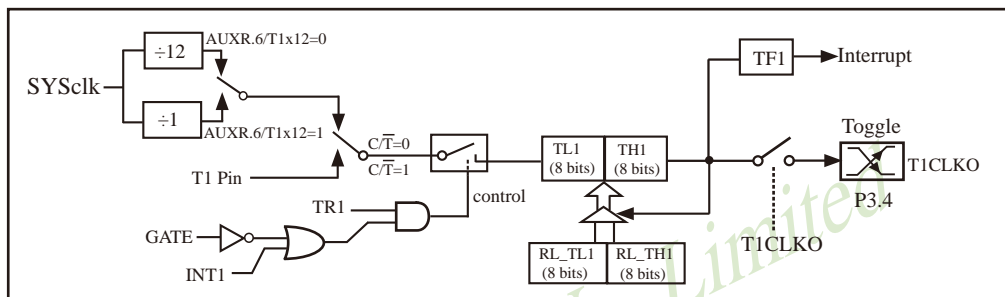 ÷12
AUXR.6/T1x12=0
SYSclk
÷1
AUXR.6/T1x12=1
T1 Pin
C/T̅=0
C/T̅=1
control
TR1
GATE
INT1
TL1
(8 bits)
TH1
(8 bits)
RL_TL1
(8 bits)
RL_TH1
(8 bits)
TF1
Interrupt
Toggle
T1CLKO
P3.4
T1CLKO
Limited